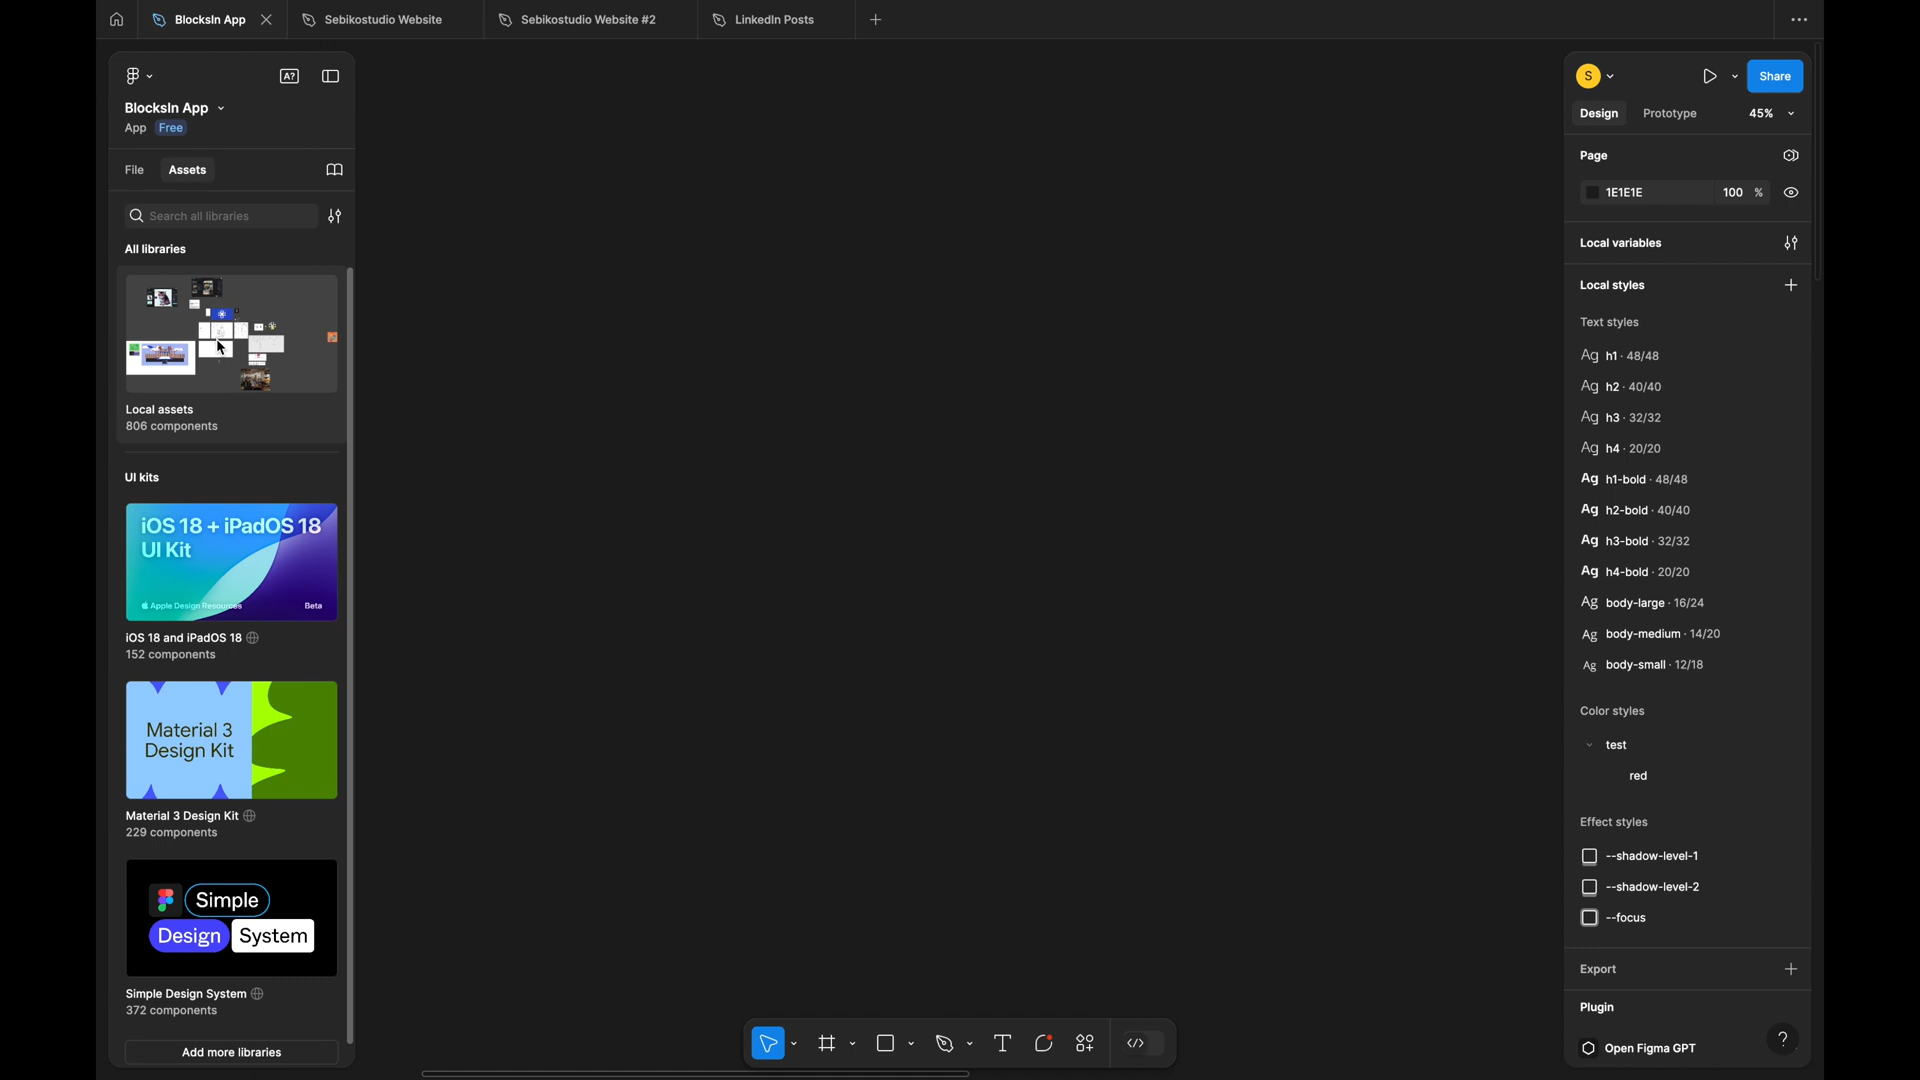 BlocksIn App
Sebikostudio Website
Sebikostudio Website #2
LinkedIn Posts
A?
BlocksIn App
App Free
File
Assets
Search all libraries
All libraries
Local assets
806 components
UI kits
iOS 18 + iPadOS 18
UI Kit
Apple Design Resources
Beta
iOS 18 and iPadOS 18
152 components
Material 3
Design Kit
Material 3 Design Kit
229 components
Simple
Design System
Simple Design System
372 components
Add more libraries
S
Share
Design
Prototype
45%
Page
1E1E1E
100 %
Local variables
Local styles
Text styles
Ag h1 · 48/48
Ag h2 · 40/40
Ag h3 · 32/32
Ag h4 · 20/20
Ag h1-bold · 48/48
Ag h2-bold · 40/40
Ag h3-bold · 32/32
Ag h4-bold · 20/20
Ag body-large · 16/24
Ag body-medium · 14/20
Ag body-small · 12/18
Color styles
test
red
Effect styles
--shadow-level-1
--shadow-level-2
--focus
Export
Plugin
Open Figma GPT
?